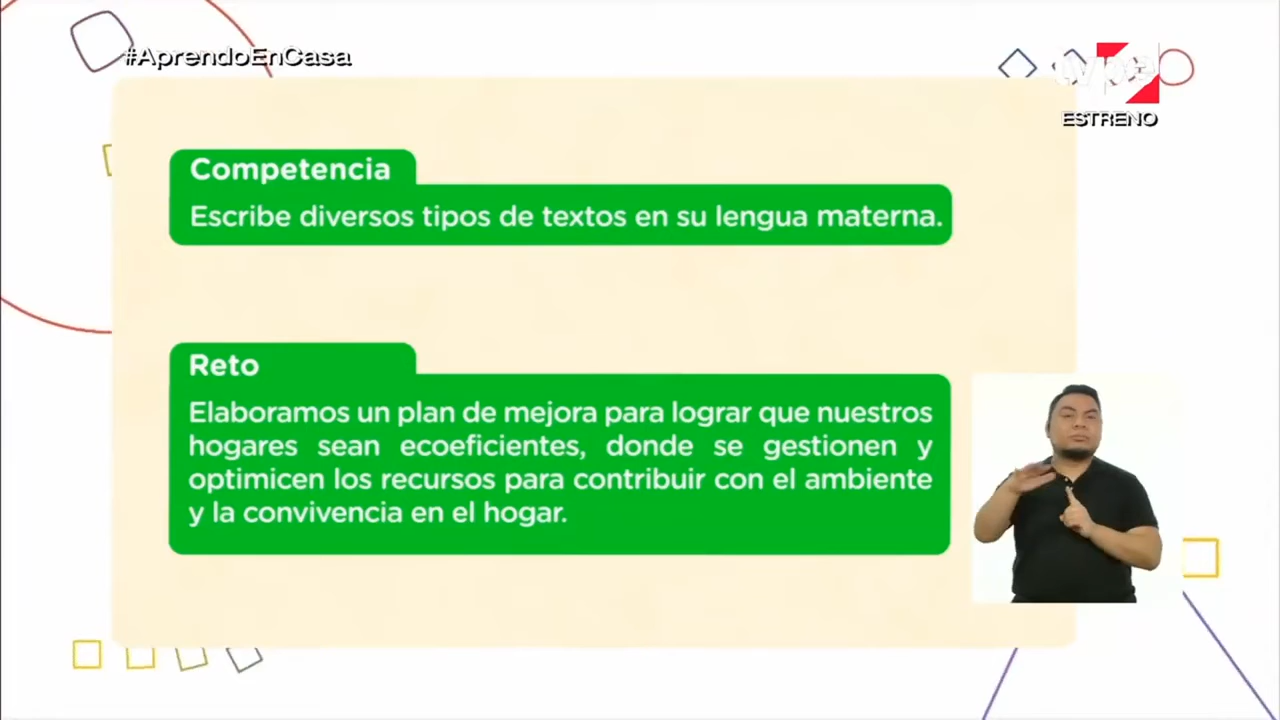 #AprendoEnCasa
tvpe
ESTRENO
Competencia
Escribe diversos tipos de textos en su lengua materna.
Reto
Elaboramos un plan de mejora para lograr que nuestros
hogares sean ecoeficientes, donde se gestionen y
optimicen los recursos para contribuir con el ambiente
y la convivencia en el hogar.